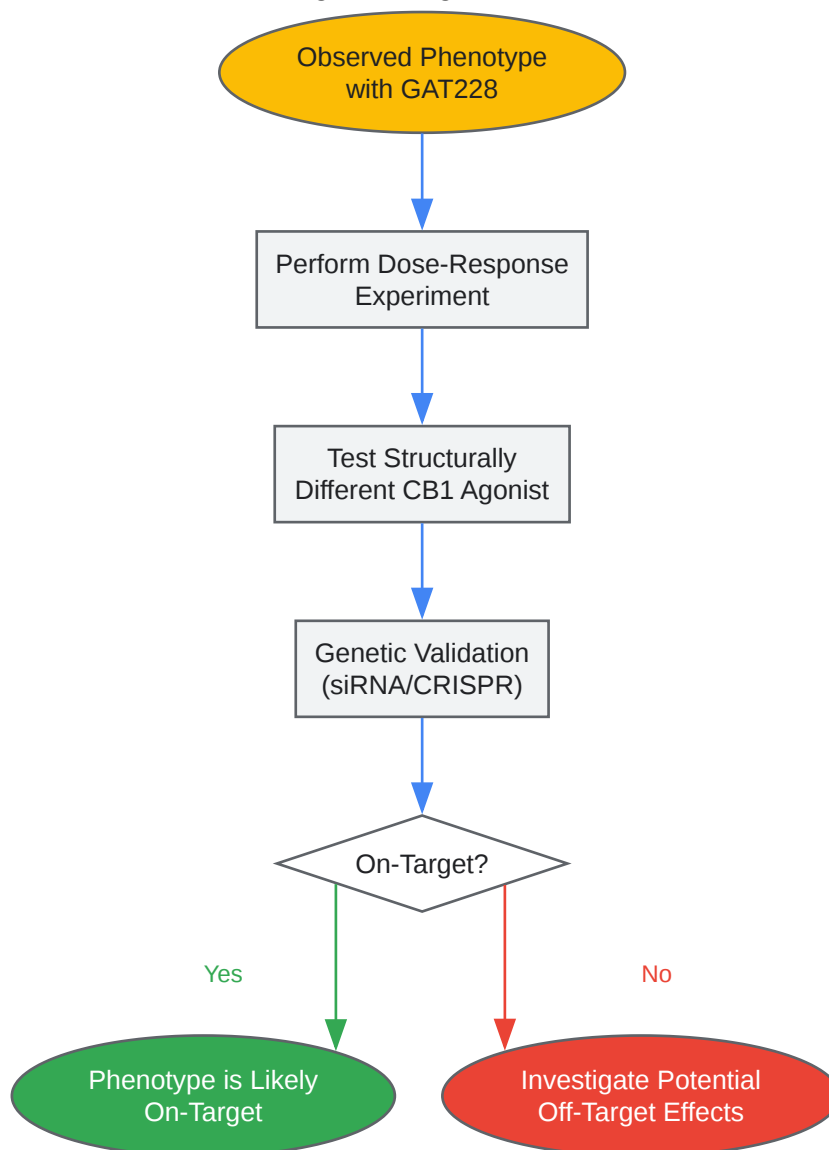 Observed Phenotype
with GAT228
Perform Dose-Response
Experiment
Test Structurally
Different CB1 Agonist
Genetic Validation
(siRNA/CRISPR)
On-Target?
Yes
No
Phenotype is Likely
On-Target
Investigate Potential
Off-Target Effects